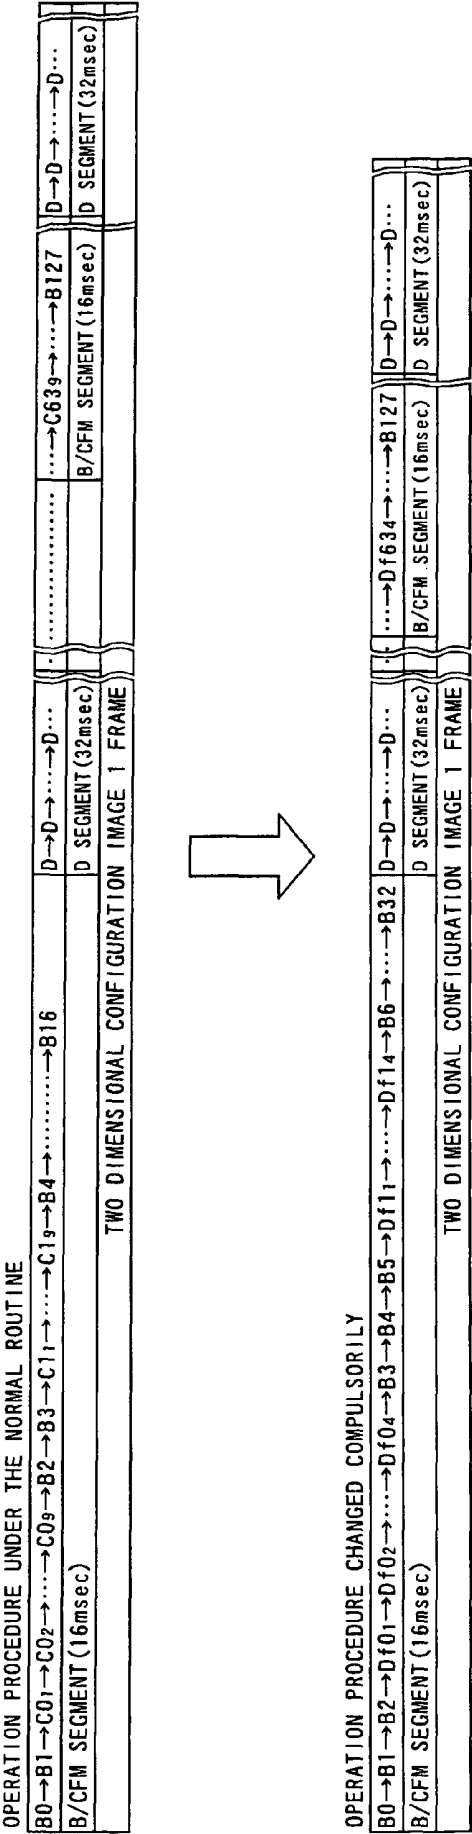 OPERATION PROCEDURE UNDER THE NORMAL ROUTINE
B0→B1→C0₁→C0₂→‥‥→C0₉→B2→B3→C1₁→‥‥→C1₉→B4→‥‥‥‥→B16
D→D→‥‥→D‥‥
‥‥→C63₉→‥‥→B127
D→D→‥‥→D‥‥
B/CFM SEGMENT(16msec)
D SEGMENT(32msec)
B/CFM SEGMENT(16msec)
D SEGMENT(32msec)
TWO DIMENSIONAL CONFIGURATION IMAGE 1 FRAME
OPERATION PROCEDURE CHANGED COMPULSORILY
B0→B1→B2→Df0₁→Df0₂→‥‥→Df0₄→B3→B4→B5→Df1₁→‥‥→Df1₄→B6→‥‥→B32
D→D→‥‥→D‥‥
‥‥→Df63₄→‥‥→B127
D→D→‥‥→D‥‥
B/CFM SEGMENT(16msec)
D SEGMENT(32msec)
B/CFM SEGMENT(16msec)
D SEGMENT(32msec)
TWO DIMENSIONAL CONFIGURATION IMAGE 1 FRAME